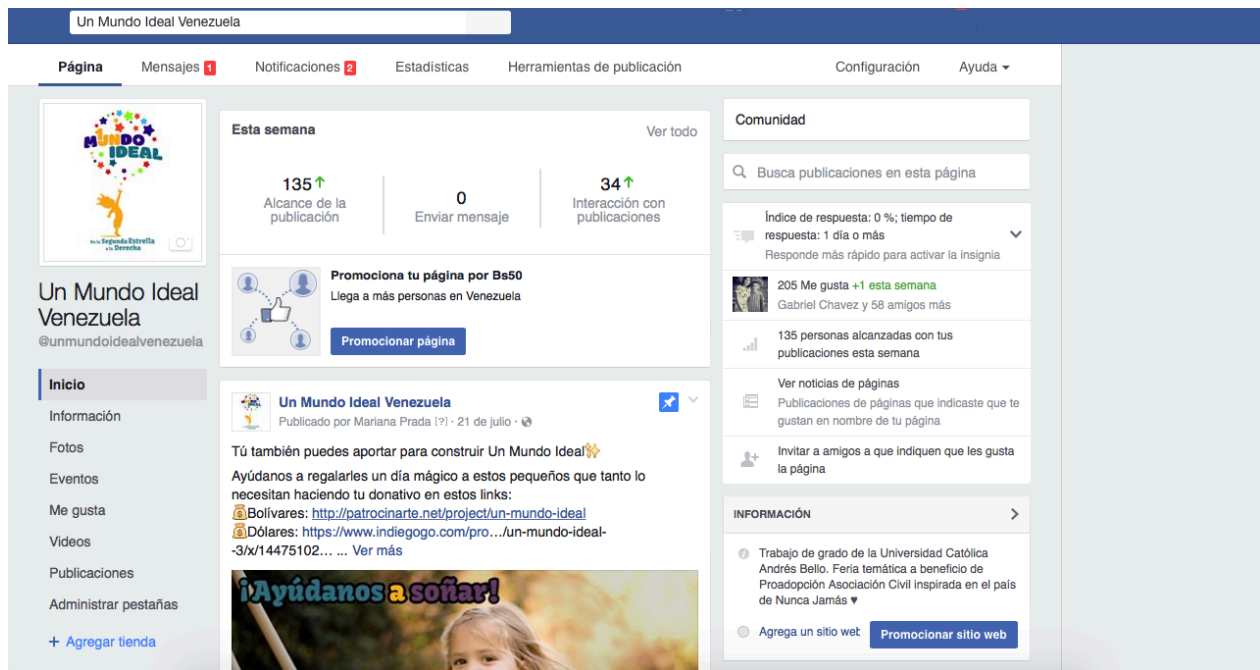 Un Mundo Ideal Venezuela
Página
Mensajes 1
Notificaciones 2
Estadísticas
Herramientas de publicación
Configuración
Ayuda
MUNDO
IDEAL
De la Segunda Estrella
a la Derecha
Un Mundo Ideal
Venezuela
@unmundoidealvenezuela
Inicio
Información
Fotos
Eventos
Me gusta
Videos
Publicaciones
Administrar pestañas
+ Agregar tienda
Esta semana
Ver todo
135
Alcance de la
publicación
0
Enviar mensaje
34
Interacción con
publicaciones
Promociona tu página por Bs50
Llega a más personas en Venezuela
Promocionar página
Un Mundo Ideal Venezuela
Publicado por Mariana Prada [?] · 21 de julio ·
Tú también puedes aportar para construir Un Mundo Ideal✨
Ayúdanos a regalarles un día mágico a estos pequeños que tanto lo
necesitan haciendo tu donativo en estos links:
💰Bolívares: http://patrocinarte.net/project/un-mundo-ideal
💰Dólares: https://www.indiegogo.com/pro…/un-mundo-ideal-
-3/x/14475102… ... Ver más
¡Ayúdanos a soñar!
Comunidad
Busca publicaciones en esta página
Índice de respuesta: 0 %; tiempo de
respuesta: 1 día o más
Responde más rápido para activar la insignia
205 Me gusta +1 esta semana
Gabriel Chavez y 58 amigos más
135 personas alcanzadas con tus
publicaciones esta semana
Ver noticias de páginas
Publicaciones de páginas que indicaste que te
gustan en nombre de tu página
Invitar a amigos a que indiquen que les gusta
la página
INFORMACIÓN
Trabajo de grado de la Universidad Católica
Andrés Bello. Feria temática a beneficio de
Proadopción Asociación Civil inspirada en el país
de Nunca Jamás ♥
Agrega un sitio web
Promocionar sitio web